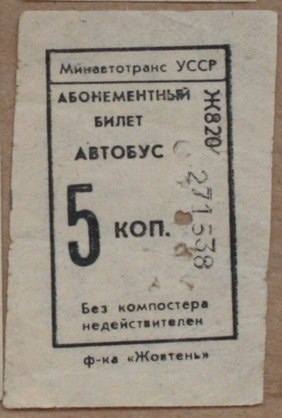 Минавтотранс УССР
АБОНЕМЕНТНЫЙ
БИЛЕТ
АВТОБУС
5 КОП.
Без компостера
недействителен
Ж820
271538
ф-ка «Жовтень»